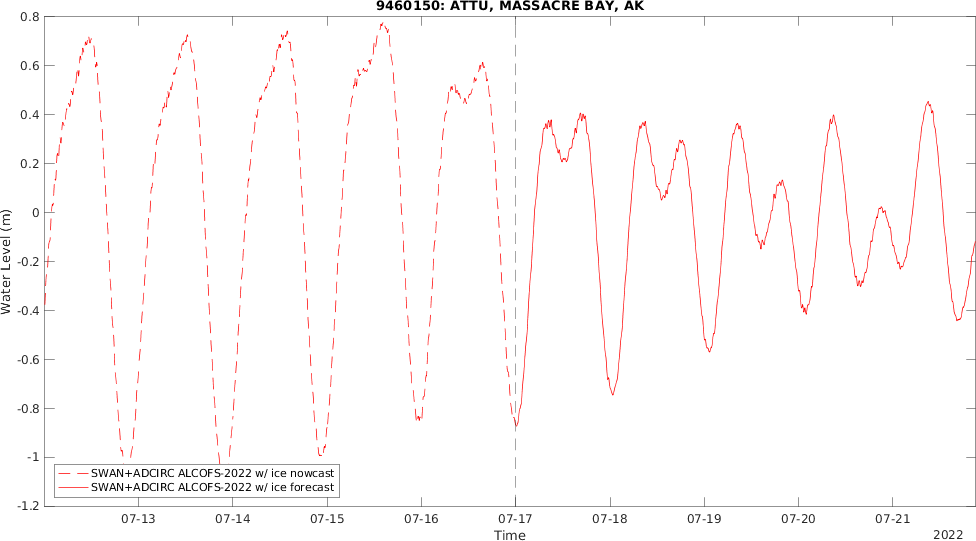 9460150: ATTU, MASSACRE BAY, AK
Water Level (m)
0.8
0.6
0.4
0.2
0
-0.2
-0.4
-0.6
-0.8
-1
-1.2
SWAN+ADCIRC ALCOFS-2022 w/ ice nowcast
SWAN+ADCIRC ALCOFS-2022 w/ ice forecast
07-13 07-14 07-15 07-16 07-17 07-18 07-19 07-20 07-21
Time
2022